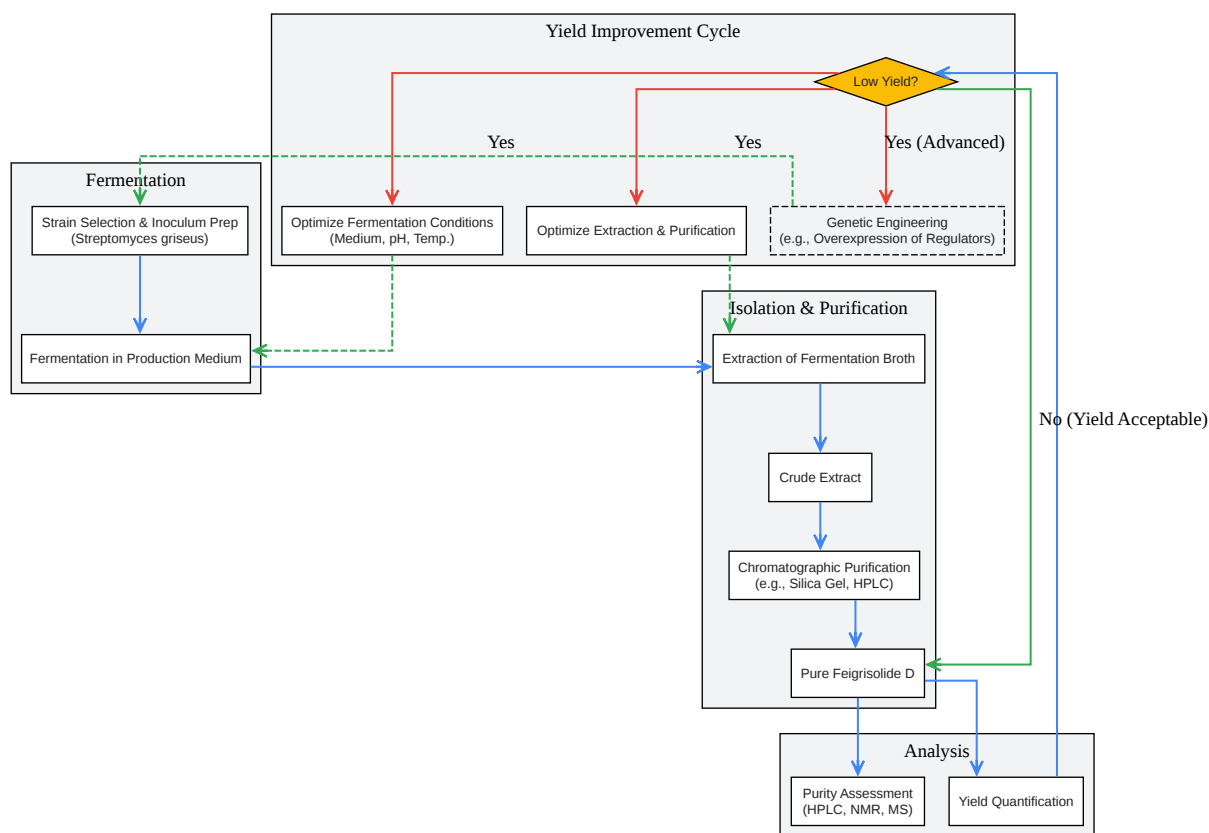 Yield Improvement Cycle
Low Yield?
Yes
Yes
Yes (Advanced)
Fermentation
Strain Selection & Inoculum Prep
(Streptomyces griseus)
Optimize Fermentation Conditions
(Medium, pH, Temp.)
Optimize Extraction & Purification
Genetic Engineering
(e.g., Overexpression of Regulators)
Isolation & Purification
Fermentation in Production Medium
Extraction of Fermentation Broth
No (Yield Acceptable)
Crude Extract
Chromatographic Purification
(e.g., Silica Gel, HPLC)
Pure Feigrisolide D
Analysis
Purity Assessment
(HPLC, NMR, MS)
Yield Quantification